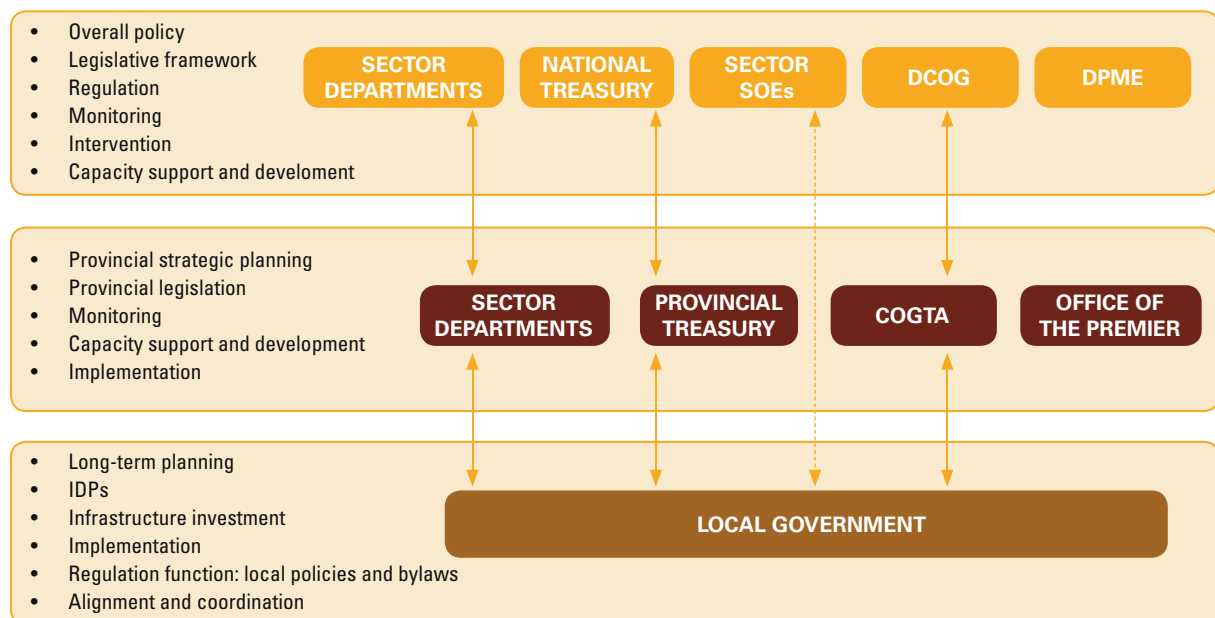 • Overall policy
• Legislative framework
• Regulation
• Monitoring
• Intervention
• Capacity support and develoment
SECTOR
DEPARTMENTS
NATIONAL
TREASURY
SECTOR
SOEs
DCOG
DPME
• Provincial strategic planning
• Provincial legislation
• Monitoring
• Capacity support and development
• Implementation
SECTOR
DEPARTMENTS
PROVINCIAL
TREASURY
COGTA
OFFICE OF
THE PREMIER
• Long-term planning
• IDPs
• Infrastructure investment
• Implementation
• Regulation function: local policies and bylaws
• Alignment and coordination
LOCAL GOVERNMENT